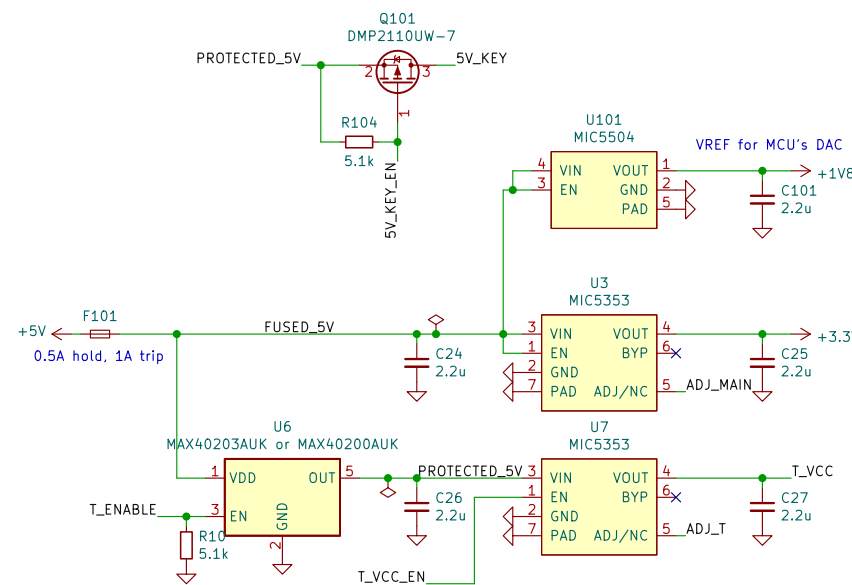 Q101
DMP2110UW-7
PROTECTED_5V
2
3
5V_KEY
1
R104
5.1k
5V_KEY_EN
U101
MIC5504
VREF for MCU's DAC
4 VIN VOUT 1
+1V8
3 EN GND 2
C101
PAD 5
2.2u
U3
MIC5353
+5V
F101
FUSED_5V
3 VIN VOUT 4
+3.3V
0.5A hold, 1A trip
C24
2.2u
1 EN BYP 6
C25
2.2u
2 GND
7 PAD ADJ/NC 5
ADJ_MAIN
U6
MAX40203AUK or MAX40200AUK
U7
MIC5353
1 VDD OUT 5
PROTECTED_5V
3 VIN VOUT 4
T_VCC
T_ENABLE
3 EN
GND
2
C26
2.2u
1 EN BYP 6
C27
2.2u
R10
5.1k
2 GND
7 PAD ADJ/NC 5
ADJ_T
T_VCC_EN